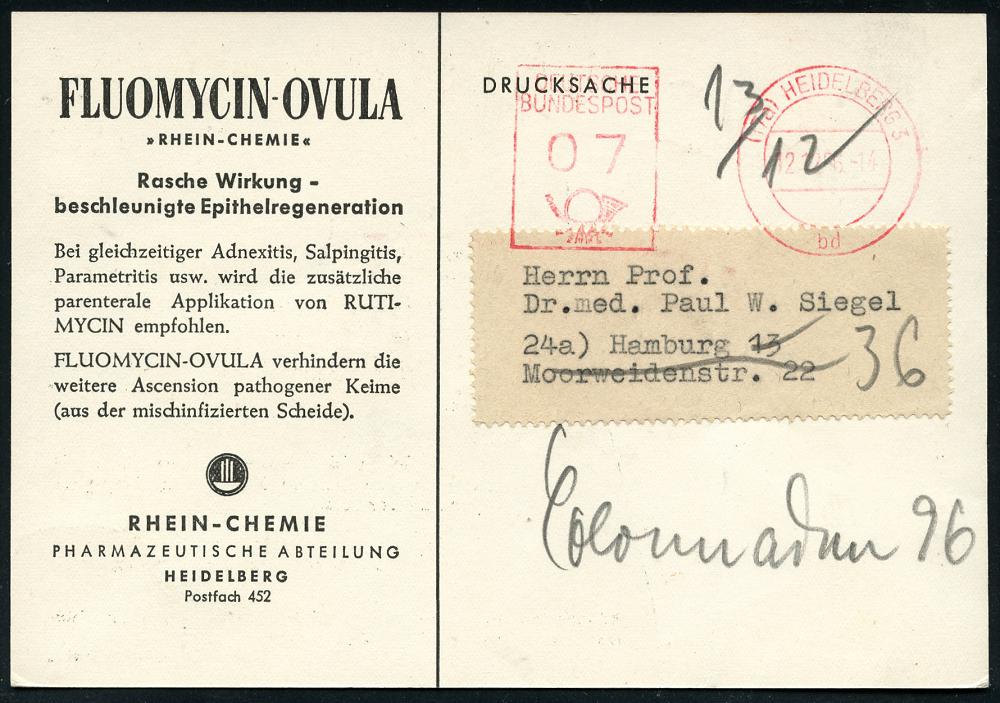 FLUOMYCIN-OVULA
»RHEIN-CHEMIE«
Rasche Wirkung -
beschleunigte Epithelregeneration
Bei gleichzeitiger Adnexitis, Salpingitis,
Parametritis usw. wird die zusätzliche
parenterale Applikation von RUTI-
MYCIN empfohlen.
FLUOMYCIN-OVULA verhindern die
weitere Ascension pathogener Keime
(aus der mischinfizierten Scheide).
RHEIN-CHEMIE
PHARMAZEUTISCHE ABTEILUNG
HEIDELBERG
Postfach 452
DRUCKSACHE
DEUTSCHE
BUNDESPOST
07
13/12
(17a) HEIDELBERG 3
bd
Herrn Prof.
Dr.med. Paul W. Siegel
24a) Hamburg 13
36
Moorweidenstr. 22
Colonnaden 96